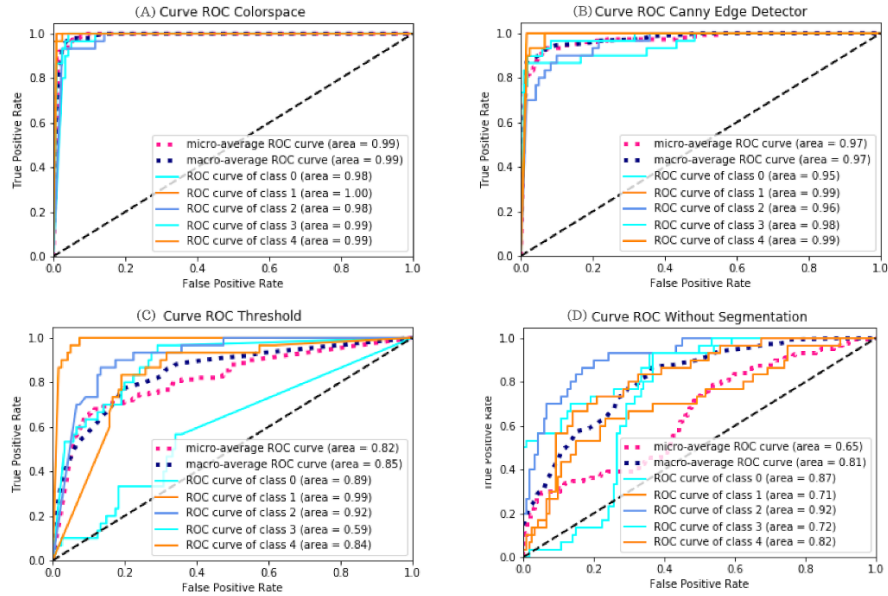 (A) Curve ROC Colorspace
True Positive Rate
1.0
0.8
0.6
0.4
0.2
0.0
micro-average ROC curve (area = 0.99)
macro-average ROC curve (area = 0.99)
ROC curve of class 0 (area = 0.98)
ROC curve of class 1 (area = 1.00)
ROC curve of class 2 (area = 0.98)
ROC curve of class 3 (area = 0.99)
ROC curve of class 4 (area = 0.99)
0.0 0.2 0.4 0.6 0.8 1.0
False Positive Rate
(B) Curve ROC Canny Edge Detector
True Positive Rate
1.0
0.8
0.6
0.4
0.2
0.0
micro-average ROC curve (area = 0.97)
macro-average ROC curve (area = 0.97)
ROC curve of class 0 (area = 0.95)
ROC curve of class 1 (area = 0.99)
ROC curve of class 2 (area = 0.96)
ROC curve of class 3 (area = 0.98)
ROC curve of class 4 (area = 0.99)
0.0 0.2 0.4 0.6 0.8 1.0
False Positive Rate
(C) Curve ROC Threshold
True Positive Rate
1.0
0.8
0.6
0.4
0.2
0.0
micro-average ROC curve (area = 0.82)
macro-average ROC curve (area = 0.85)
ROC curve of class 0 (area = 0.89)
ROC curve of class 1 (area = 0.99)
ROC curve of class 2 (area = 0.92)
ROC curve of class 3 (area = 0.59)
ROC curve of class 4 (area = 0.84)
0.0 0.2 0.4 0.6 0.8 1.0
False Positive Rate
(D) Curve ROC Without Segmentation
True Positive Rate
1.0
0.8
0.6
0.4
0.2
0.0
micro-average ROC curve (area = 0.65)
macro-average ROC curve (area = 0.81)
ROC curve of class 0 (area = 0.87)
ROC curve of class 1 (area = 0.71)
ROC curve of class 2 (area = 0.92)
ROC curve of class 3 (area = 0.72)
ROC curve of class 4 (area = 0.82)
0.0 0.2 0.4 0.6 0.8 1.0
False Positive Rate